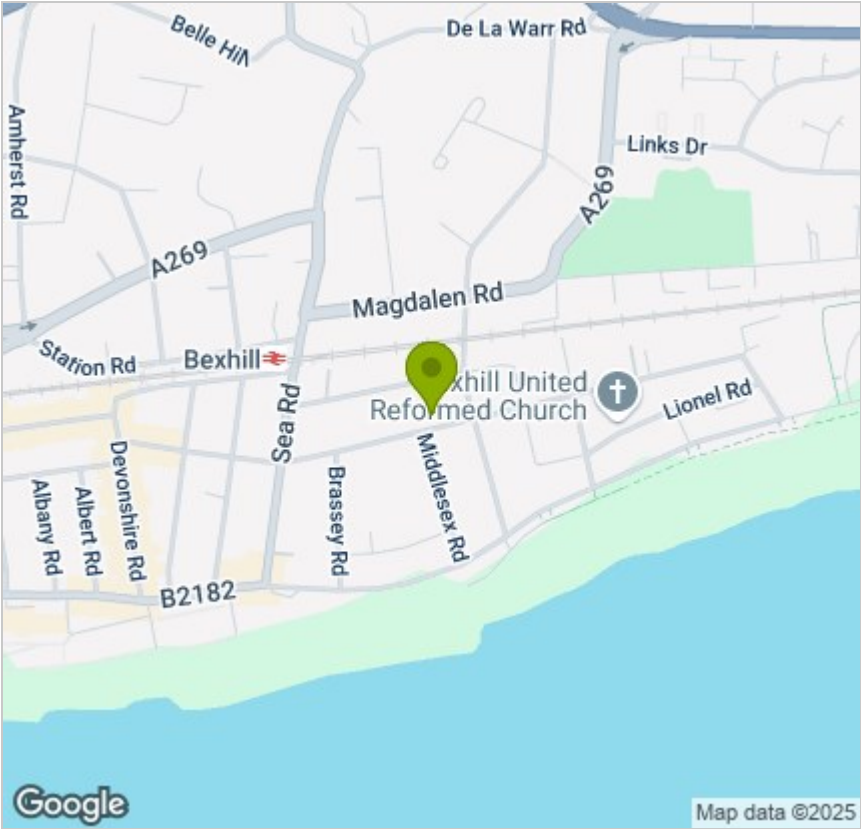 Belle Hill
De La Warr Rd
Amherst Rd
Links Dr
A269
A269
Magdalen Rd
Station Rd
Bexhill
xhill United
Reformed Church
Lionel Rd
Sea Rd
Devonshire Rd
Middlesex Rd
Brassey Rd
Albany Rd
Albert Rd
B2182
Google
Map data ©2025